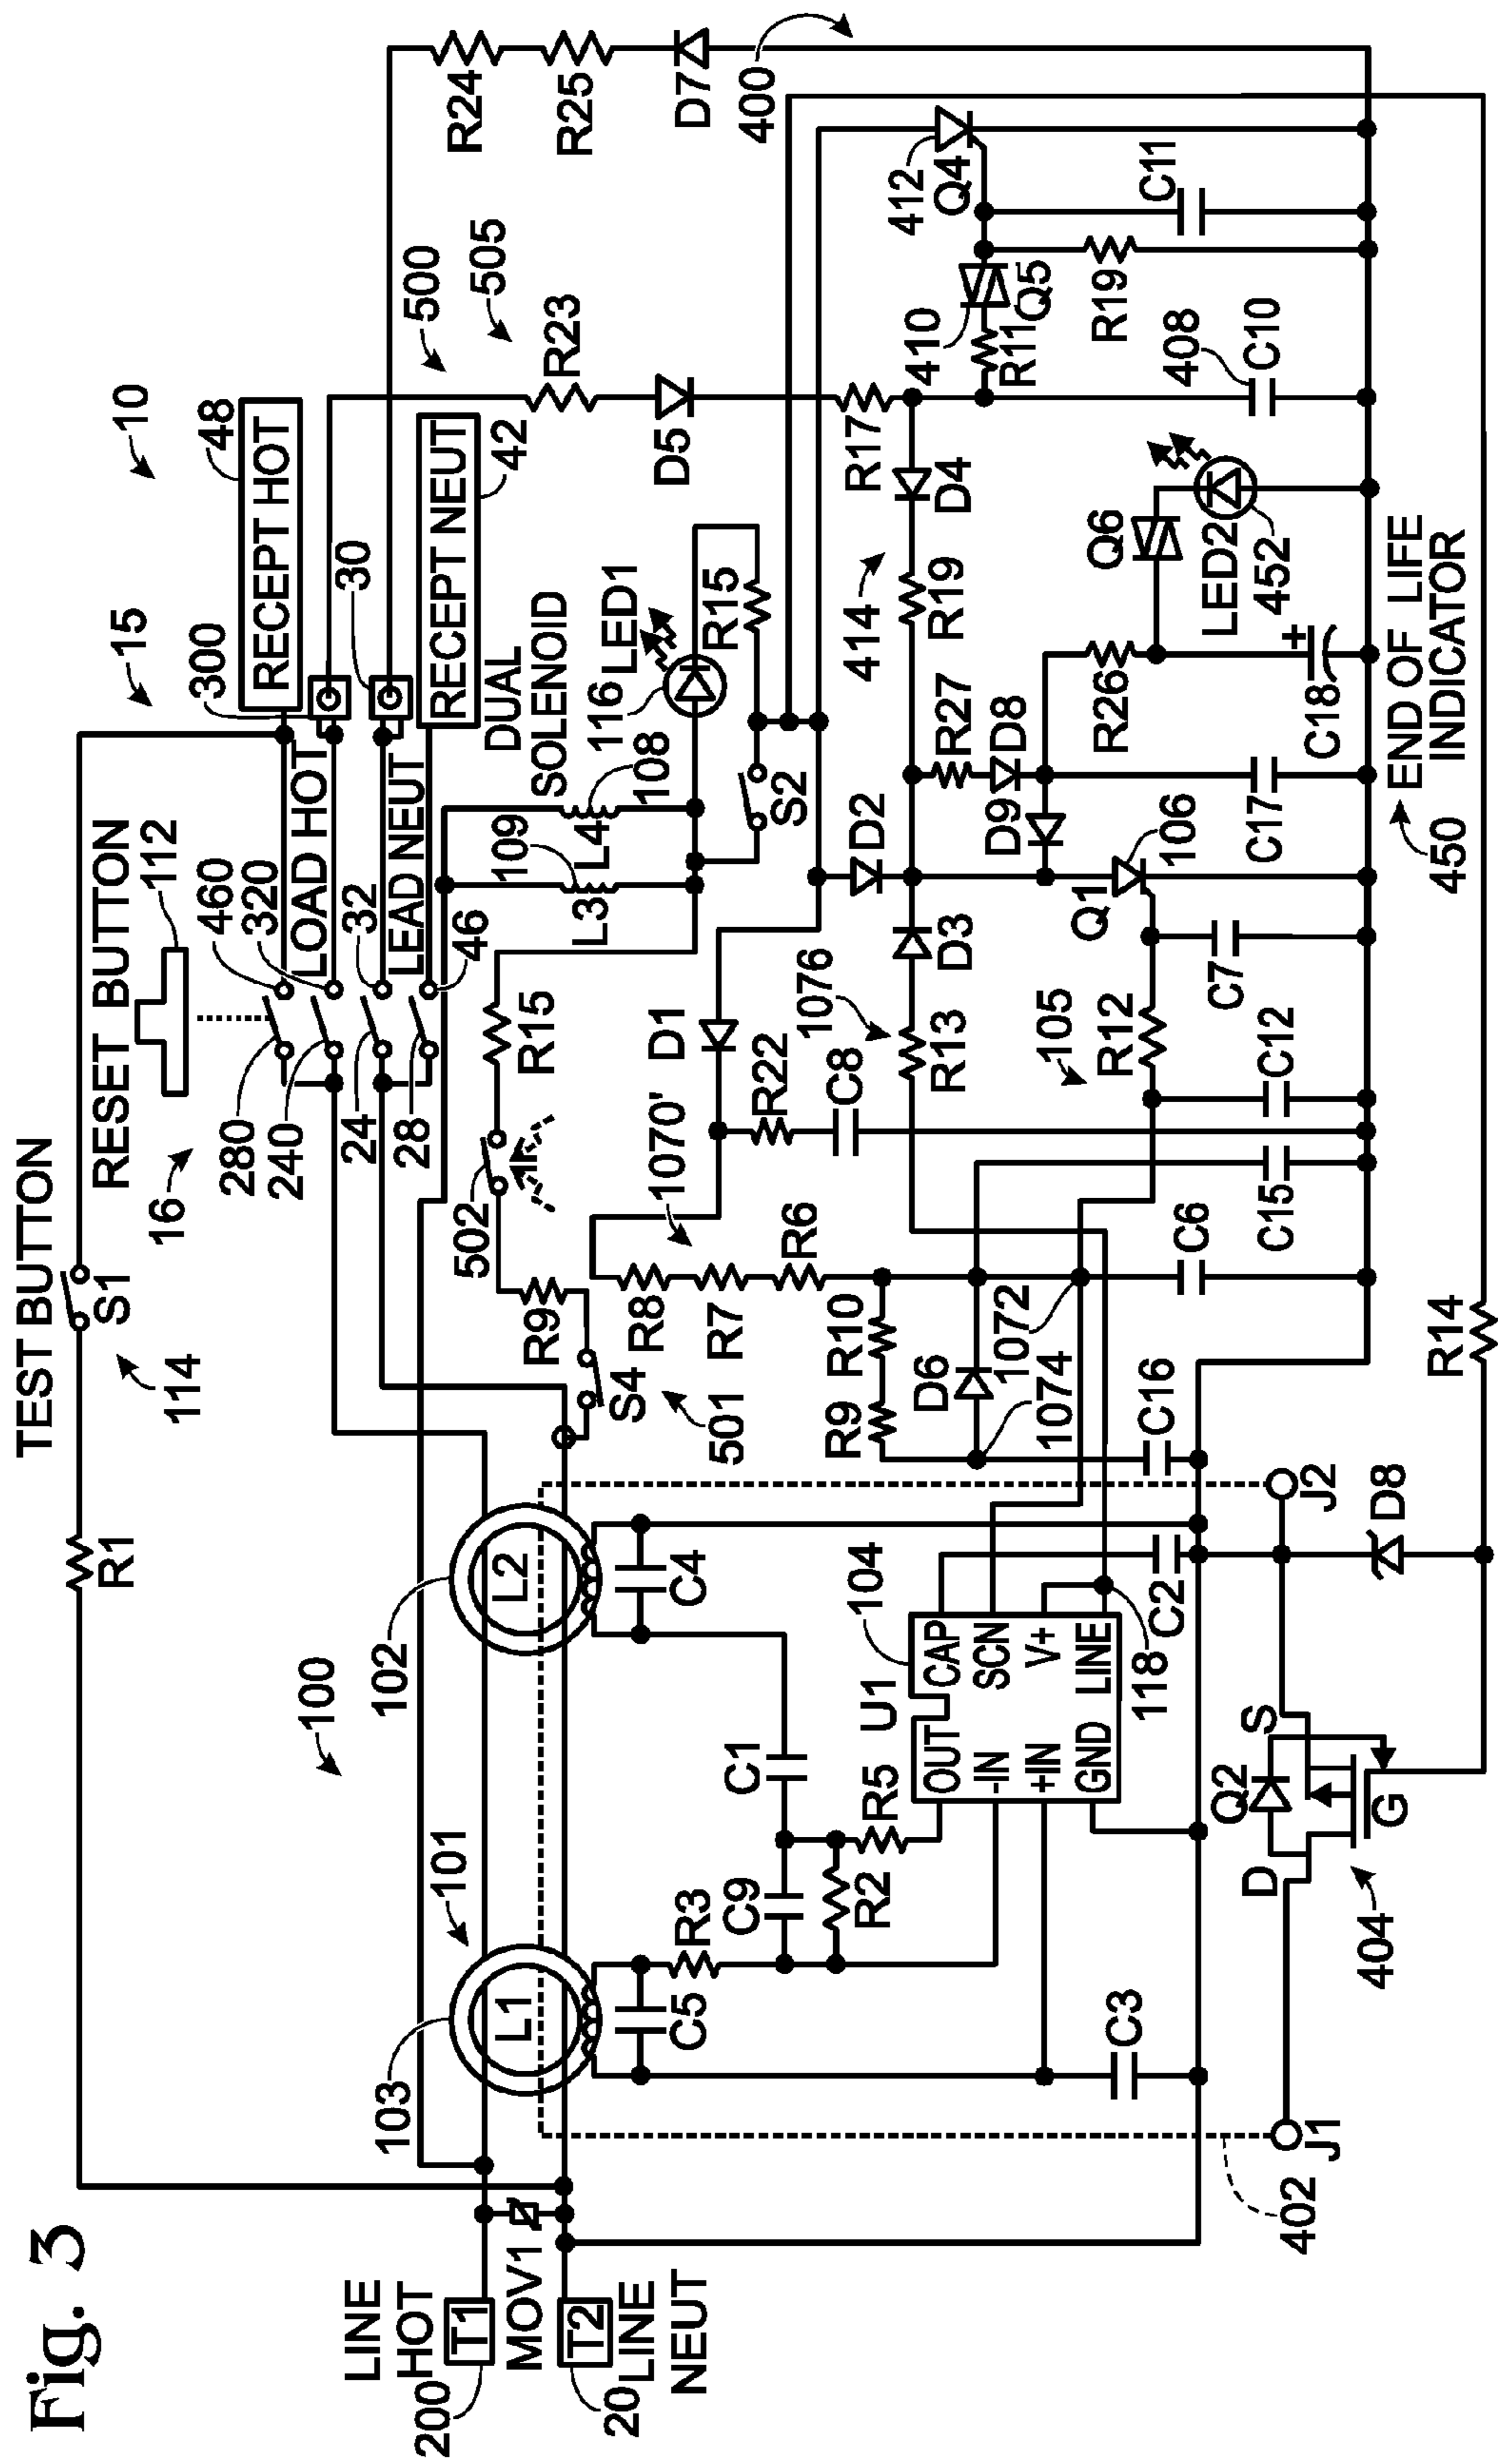 Fig. 3
TEST BUTTON
S1
114
R1
RESET BUTTON
112
16
15
10
48
RECEPT HOT
300
30
460
320
LOAD HOT
280
240
32
LEAD NEUT
24
28
46
RECEPT NEUT
42
500
505
R24
R25
D7
400
R23
D5
R17
DUAL
SOLENOID
116
LED1
R15
109
108
L3
L4
S2
R15
502
R9
S4
501
100
102
L2
101
103
L1
LINE
HOT
T1
200
MOV1
T2
20
LINE
NEUT
C4
C5
R3
C1
C9
R2
R5
U1
104
OUT
CAP
-IN
SCN
+IN
V+
GND
LINE
118
C2
C3
1070'
D1
R22
C8
R8
R7
R6
R10
R9
D6
1072
1074
C16
C6
C15
C12
105
R12
C7
1076
R13
D3
D2
Q1
106
D9
D8
R27
R19
414
D4
R26
C17
C18
+
Q6
LED2
452
410
R11
Q5
412
Q4
R19
C11
408
C10
450
END OF LIFE
INDICATOR
R14
J2
D8
S
Q2
D
G
404
J1
402